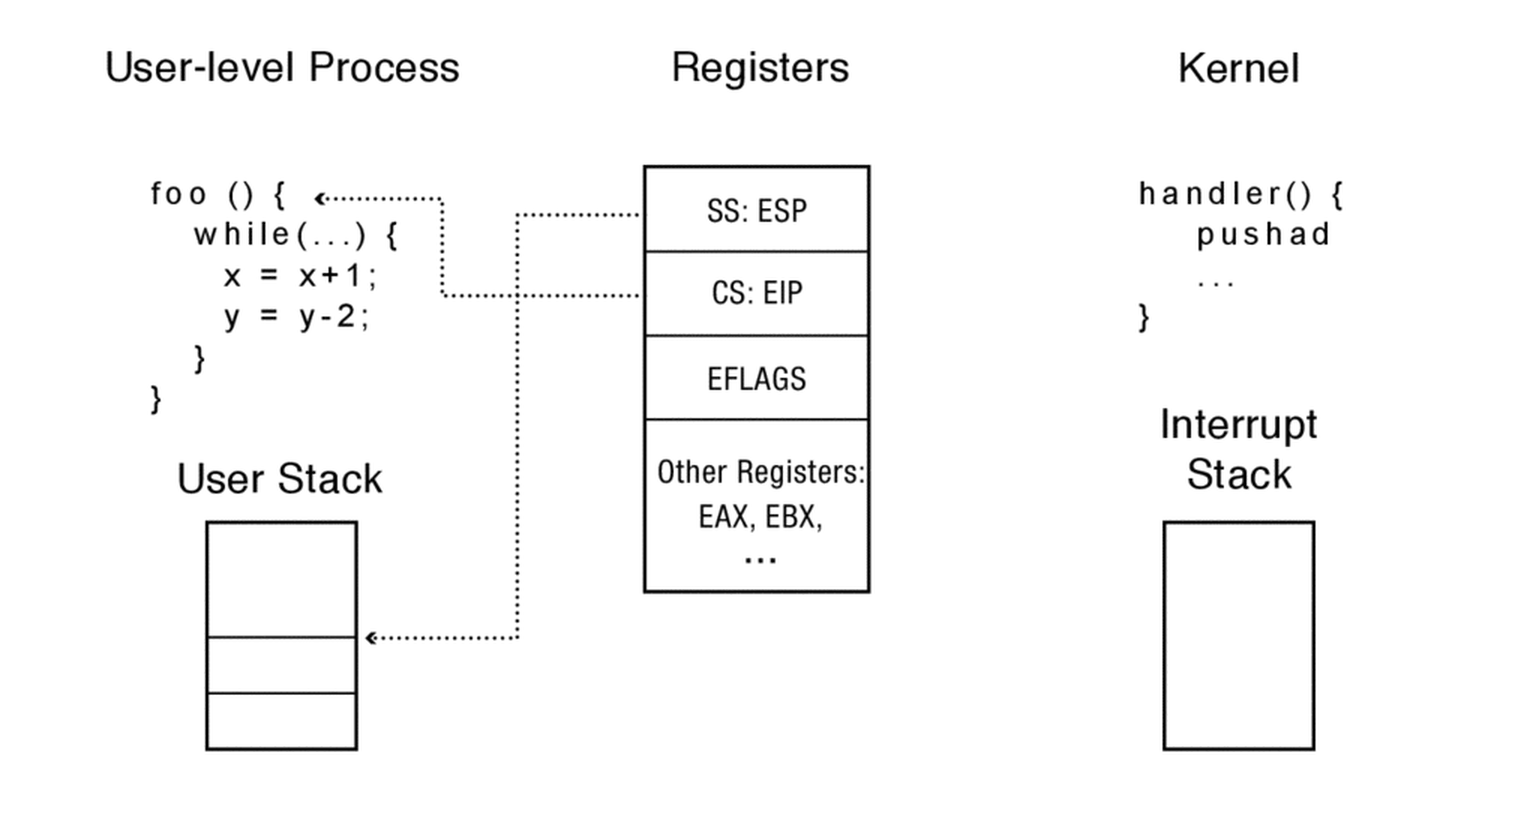 User-level Process
foo () {
while(...) {
x = x+1;
y = y-2;
}
}
User Stack
Registers
SS: ESP
CS: EIP
EFLAGS
Other Registers:
EAX, EBX,
...
Kernel
handler() {
pushad
...
}
Interrupt
Stack